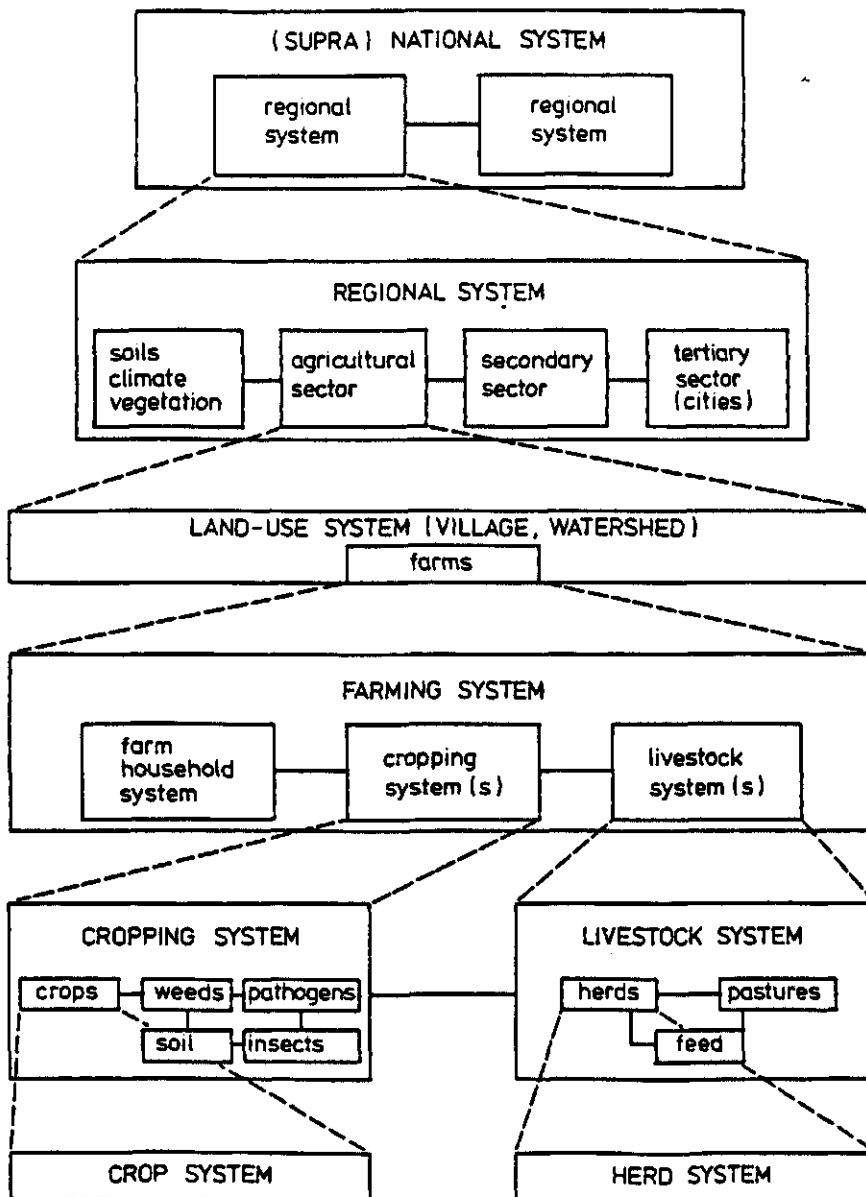 (SUPRA) NATIONAL SYSTEM
regional
system
regional
system
REGIONAL SYSTEM
soils
climate
vegetation
agricultural
sector
secondary
sector
tertiary
sector
(cities)
LAND-USE SYSTEM (VILLAGE, WATERSHED)
farms
FARMING SYSTEM
farm
household
system
cropping
system (s)
livestock
system (s)
CROPPING SYSTEM
crops
weeds
pathogens
soil
insects
LIVESTOCK SYSTEM
herds
pastures
feed
CROP SYSTEM
HERD SYSTEM